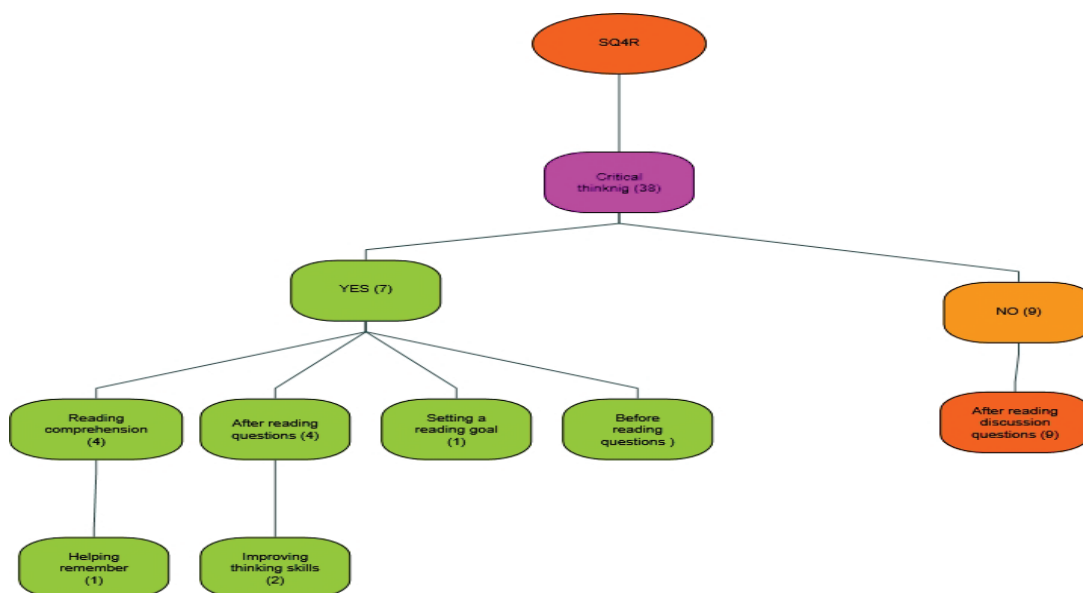 SQ4R
Critical
thinknig (38)
YES (7)
NO (9)
Reading
comprehension
(4)
After reading
questions (4)
Setting a
reading goal
(1)
Before
reading
questions )
After reading
discussion
questions (9)
Helping
remember
(1)
Improving
thinking skills
(2)